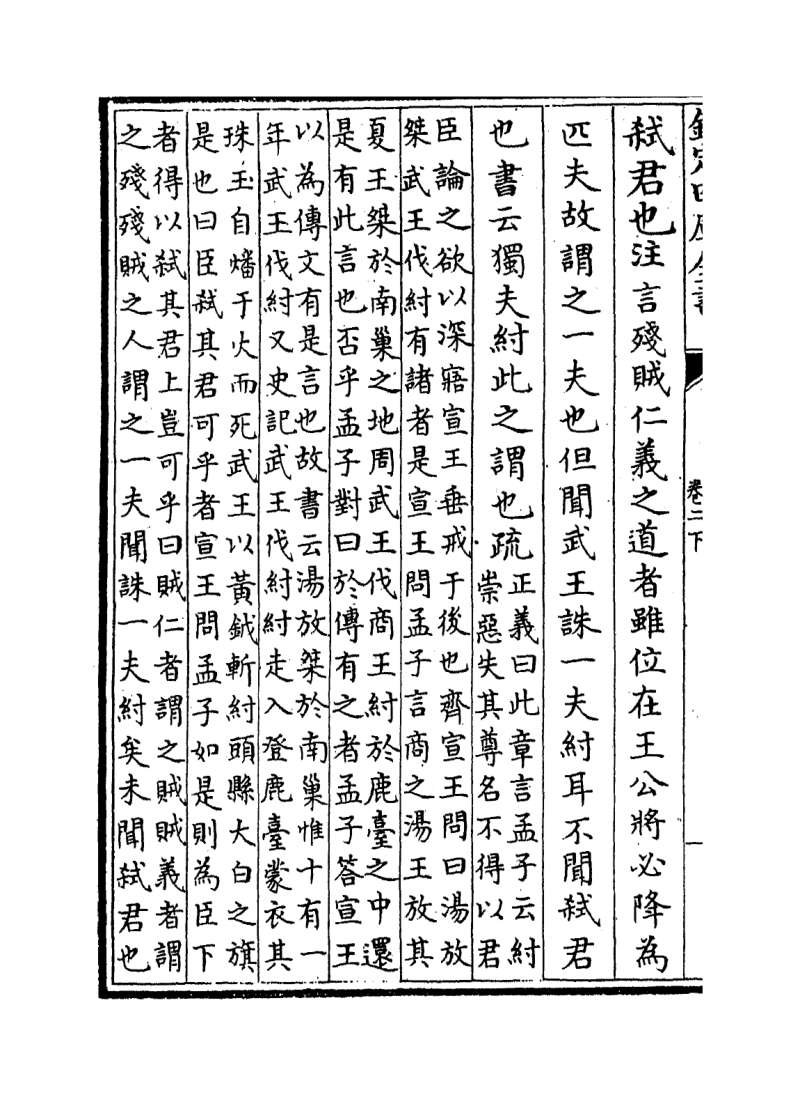 欽定四庫全書
卷二下
弑君也注言殘賊仁義之道者雖位在王公將必降為
匹夫故謂之一夫也但聞武王誅一夫紂耳不聞弑君
也書云獨夫紂此之謂也疏
正義曰此章言孟子云紂
崇惡失其尊名不得以君
臣論之欲以深寤宣王垂戒于後也齊宣王問曰湯放
桀武王伐紂有諸者是宣王問孟子言商之湯王放其
夏王桀於南巢之地周武王伐商王紂於鹿臺之中還
是有此言也否乎孟子對曰於傳有之者孟子答宣王
以為傳文有是言也故書云湯放桀於南巢惟十有一
年武王伐紂又史記武王伐紂紂走入登鹿臺蒙衣其
珠玉自燔于火而死武王以黃鉞斬紂頭縣大白之旗
是也曰臣弑其君可乎者宣王問孟子如是則為臣下
者得以弑其君上豈可乎曰賊仁者謂之賊賊義者謂
之殘殘賊之人謂之一夫聞誅一夫紂矣未聞弑君也